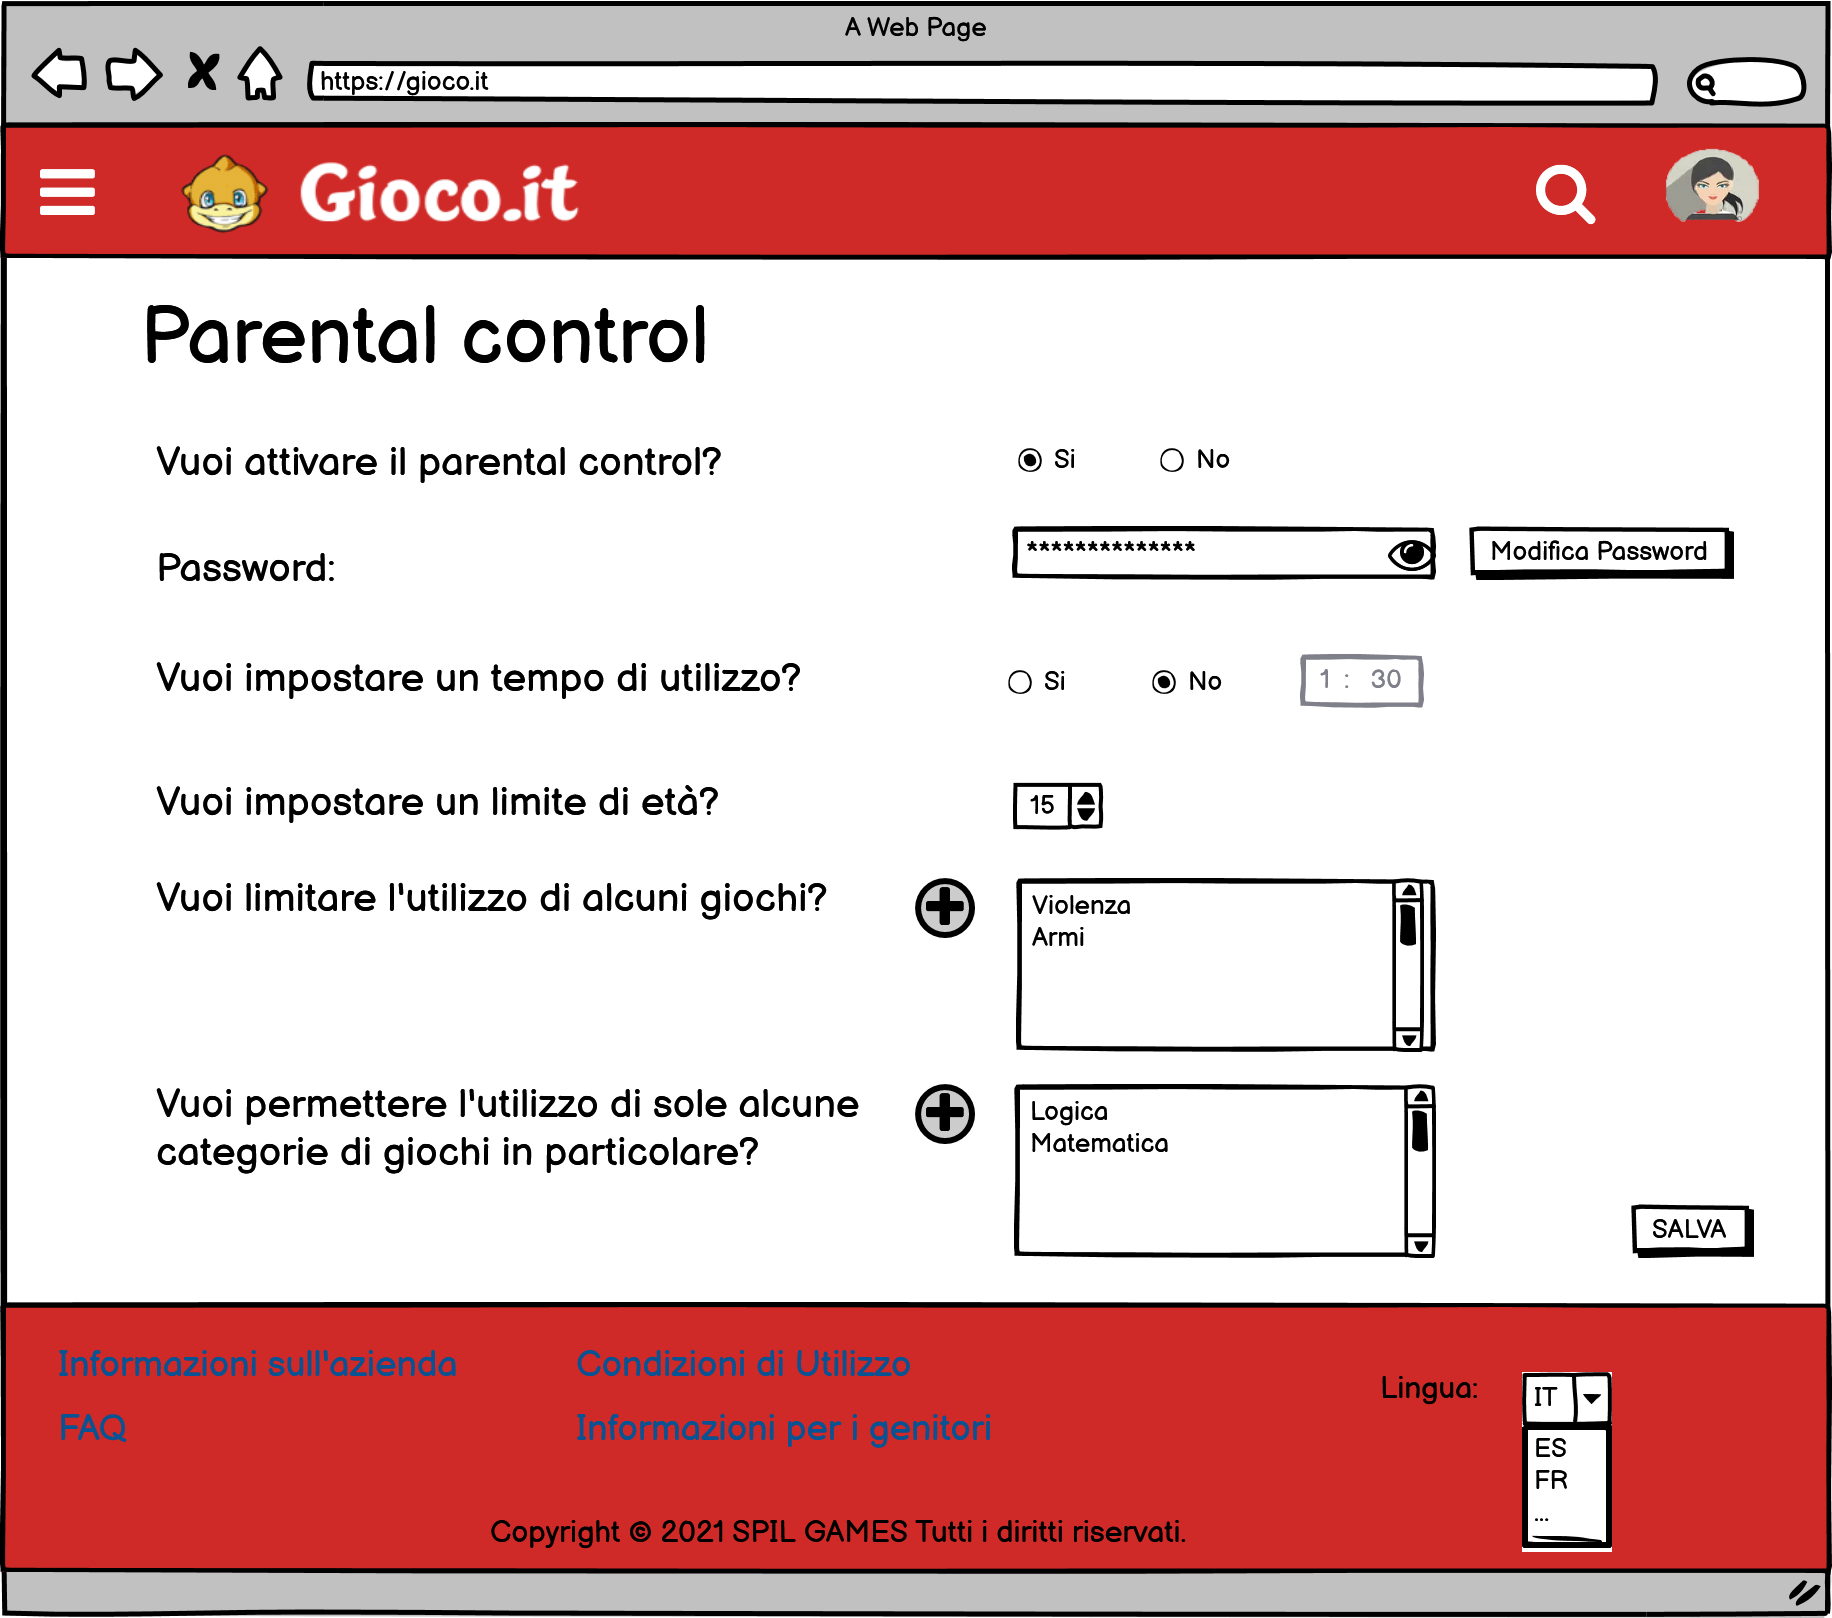 A Web Page
https://gioco.it
Gioco.it
Parental control
Vuoi attivare il parental control?
Si
No
Password:
**************
Modifica Password
Vuoi impostare un tempo di utilizzo?
Si
No
1 : 30
Vuoi impostare un limite di età?
15
Vuoi limitare l'utilizzo di alcuni giochi?
Violenza
Armi
Vuoi permettere l'utilizzo di sole alcune
categorie di giochi in particolare?
Logica
Matematica
SALVA
Informazioni sull'azienda
Condizioni di Utilizzo
Lingua:
IT
FAQ
Informazioni per i genitori
ES
FR
...
Copyright © 2021 SPIL GAMES Tutti i diritti riservati.